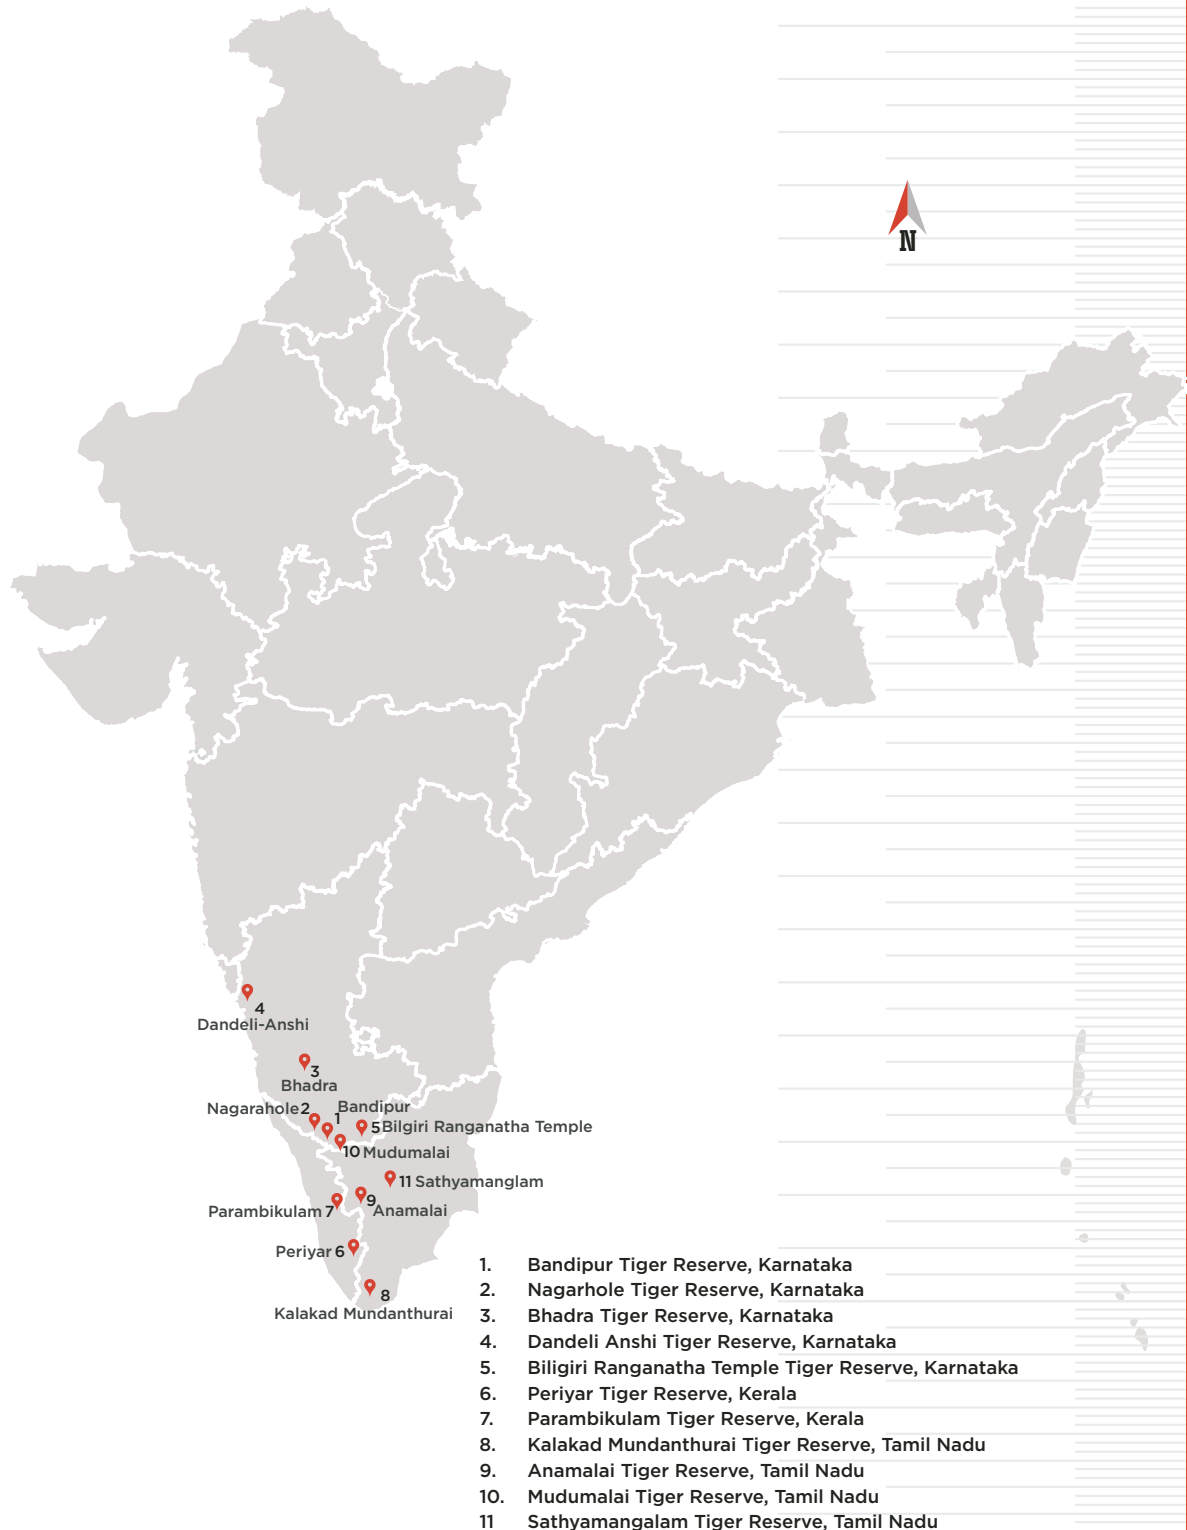 N
4
Dandeli-Anshi
3
Bhadra
Nagarahole 2
1 Bandipur
5 Bilgiri Ranganatha Temple
10 Mudumalai
11 Sathyamanglam
9
Anamalai
Parambikulam 7
Periyar 6
8
Kalakad Mundanthurai
1. Bandipur Tiger Reserve, Karnataka
2. Nagarhole Tiger Reserve, Karnataka
3. Bhadra Tiger Reserve, Karnataka
4. Dandeli Anshi Tiger Reserve, Karnataka
5. Biligiri Ranganatha Temple Tiger Reserve, Karnataka
6. Periyar Tiger Reserve, Kerala
7. Parambikulam Tiger Reserve, Kerala
8. Kalakad Mundanthurai Tiger Reserve, Tamil Nadu
9. Anamalai Tiger Reserve, Tamil Nadu
10. Mudumalai Tiger Reserve, Tamil Nadu
11 Sathyamangalam Tiger Reserve, Tamil Nadu